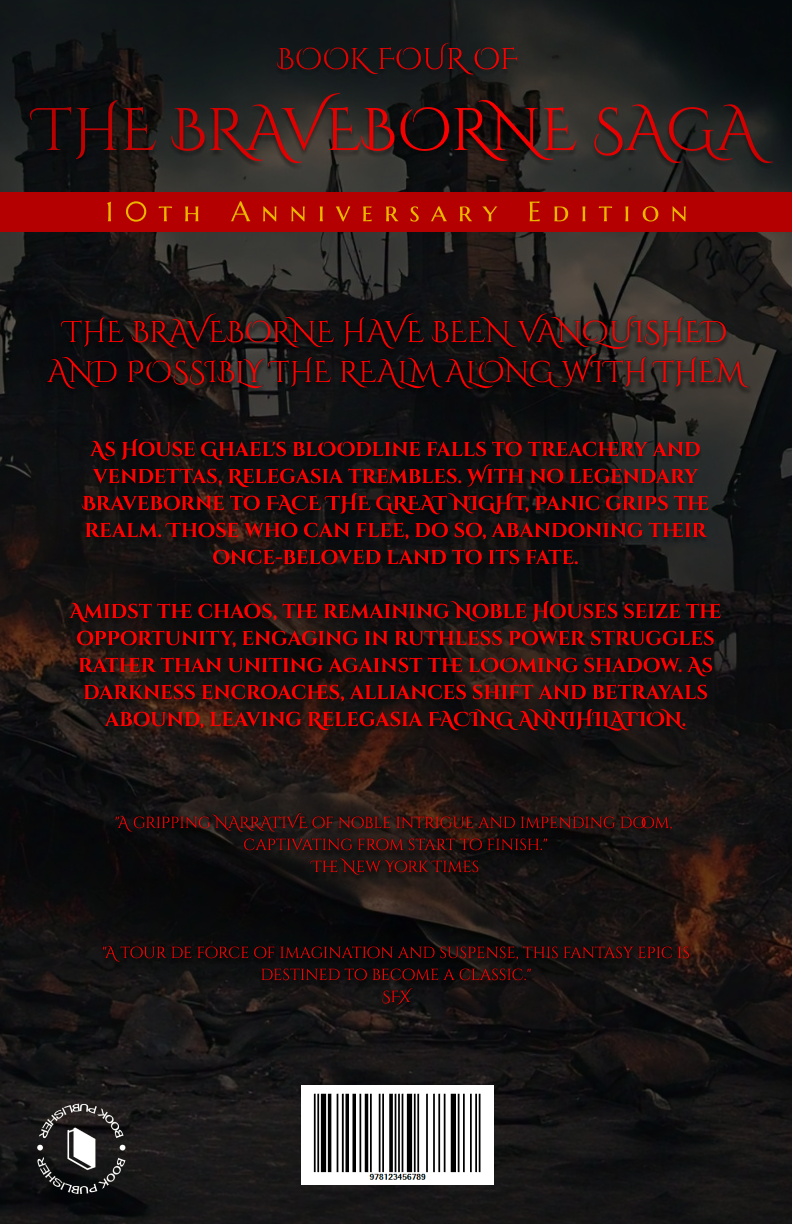 BOOK FOUR OF
THE BRAVEBORNE SAGA
10TH ANNIVERSARY EDITION
THE BRAVEBORNE HAVE BEEN VANQUISHED
AND POSSIBLY THE REALM ALONG WITH THEM
AS HOUSE GHAEL'S BLOODLINE FALLS TO TREACHERY AND
VENDETTAS, RELEGASIA TREMBLES. WITH NO LEGENDARY
BRAVEBORNE TO FACE THE GREAT NIGHT, PANIC GRIPS THE
REALM. THOSE WHO CAN FLEE, DO SO, ABANDONING THEIR
ONCE-BELOVED LAND TO ITS FATE.
AMIDST THE CHAOS, THE REMAINING NOBLE HOUSES SEIZE THE
OPPORTUNITY, ENGAGING IN RUTHLESS POWER STRUGGLES
RATHER THAN UNITING AGAINST THE LOOMING SHADOW. AS
DARKNESS ENCROACHES, ALLIANCES SHIFT AND BETRAYALS
ABOUND, LEAVING RELEGASIA FACING ANNIHILATION.
"A GRIPPING NARRATIVE OF NOBLE INTRIGUE AND IMPENDING DOOM,
CAPTIVATING FROM START TO FINISH."
THE NEW YORK TIMES
"A TOUR DE FORCE OF IMAGINATION AND SUSPENSE, THIS FANTASY EPIC IS
DESTINED TO BECOME A CLASSIC."
SFX
BOOK PUBLISHER • BOOK PUBLISHER •
978123456789